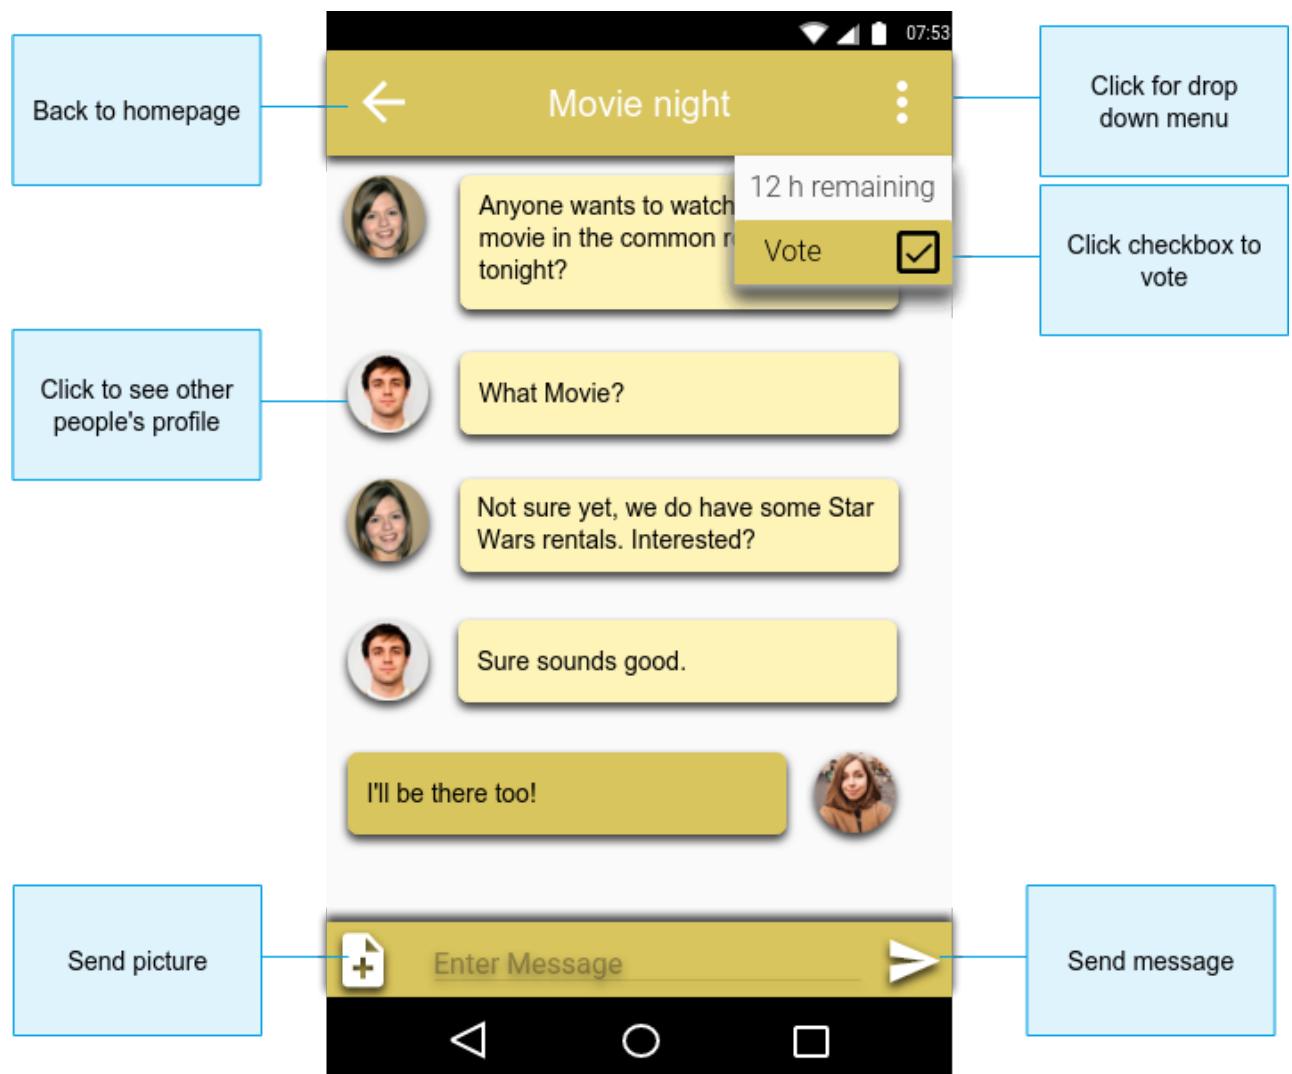 07:53
Back to homepage
Movie night
Click for drop
down menu
12 h remaining
Anyone wants to watch
movie in the common
tonight?
Vote
Click checkbox to
vote
Click to see other
people's profile
What Movie?
Not sure yet, we do have some Star
Wars rentals. Interested?
Sure sounds good.
I'll be there too!
Send picture
Enter Message
Send message